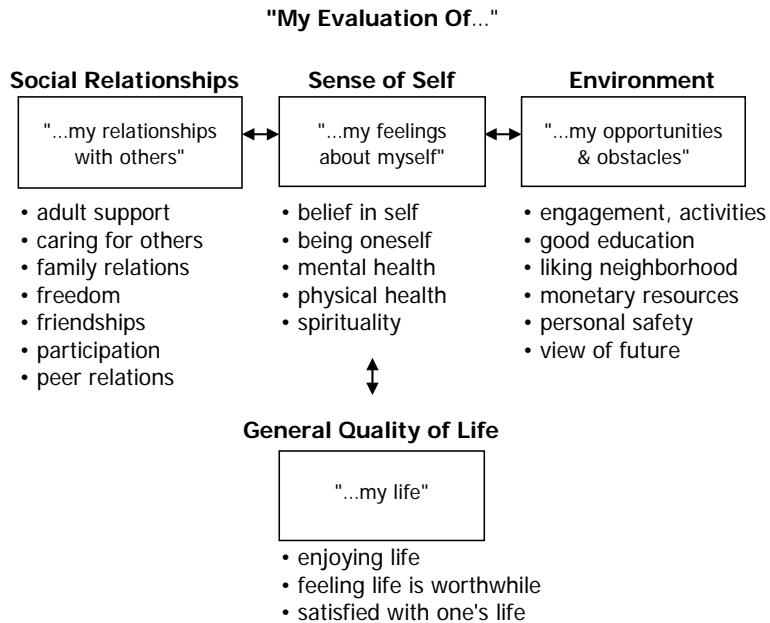 "My Evaluation Of..."
Social Relationships
"...my relationships
with others"
• adult support
• caring for others
• family relations
• freedom
• friendships
• participation
• peer relations
Sense of Self
"...my feelings
about myself"
• belief in self
• being oneself
• mental health
• physical health
• spirituality
Environment
"...my opportunities
& obstacles"
• engagement, activities
• good education
• liking neighborhood
• monetary resources
• personal safety
• view of future
General Quality of Life
"...my life"
• enjoying life
• feeling life is worthwhile
• satisfied with one's life